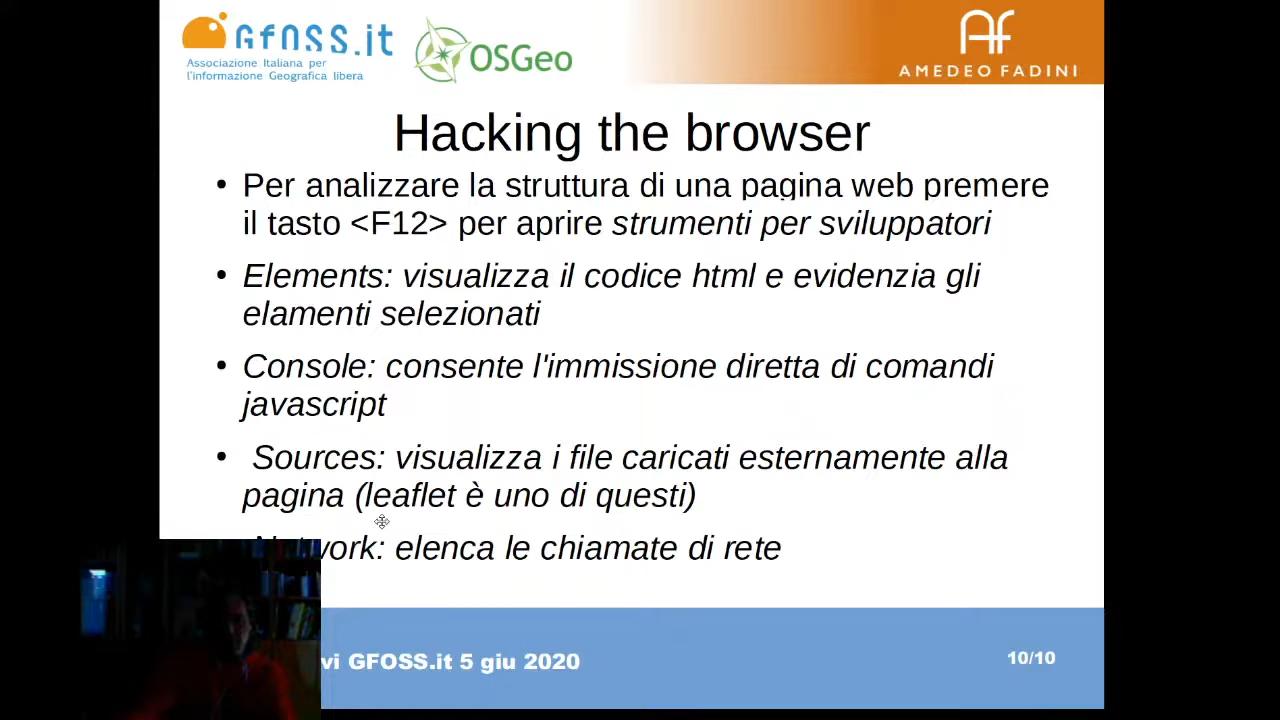 GFOSS.it
Associazione Italiana per
l'informazione Geografica libera
OSGeo
AF
AMEDEO FADINI
Hacking the browser
• Per analizzare la struttura di una pagina web premere
il tasto <F12> per aprire strumenti per sviluppatori
• Elements: visualizza il codice html e evidenzia gli
elamenti selezionati
• Console: consente l'immissione diretta di comandi
javascript
• Sources: visualizza i file caricati esternamente alla
pagina (leaflet è uno di questi)
Network: elenca le chiamate di rete
vi GFOSS.it 5 giu 2020
10/10